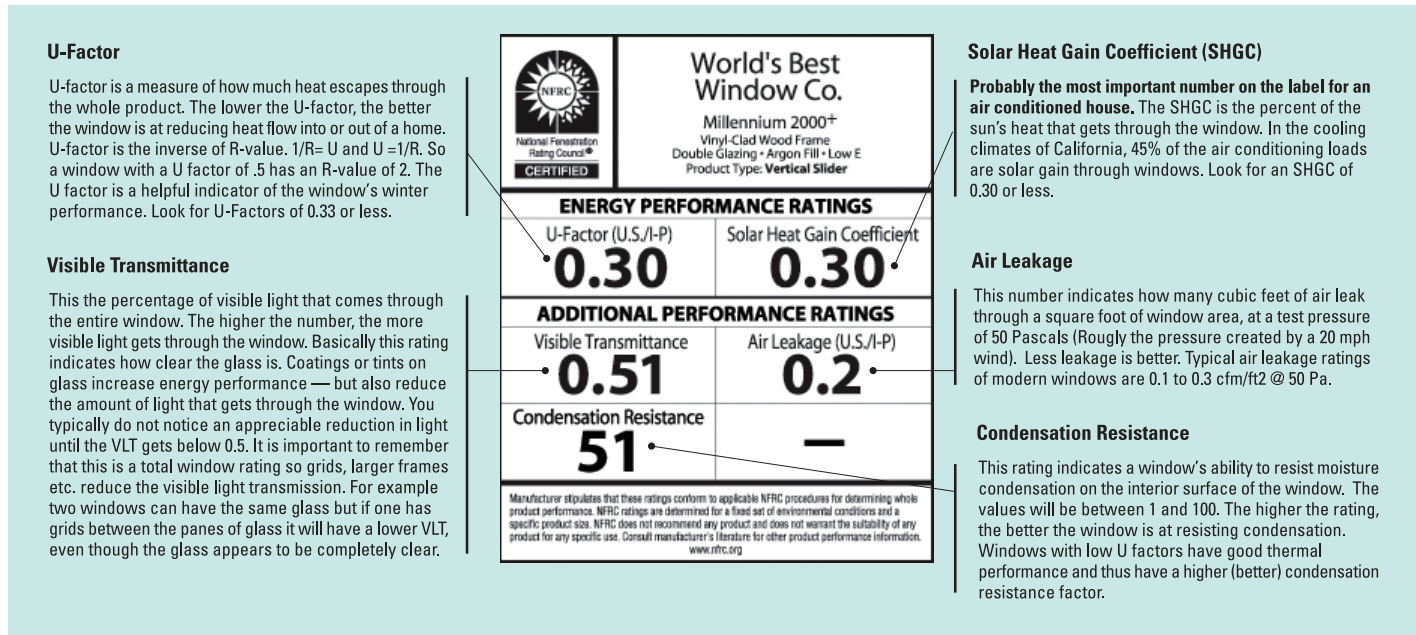 U-Factor
U-factor is a measure of how much heat escapes through
the whole product. The lower the U-factor, the better
the window is at reducing heat flow into or out of a home.
U-factor is the inverse of R-value. 1/R= U and U =1/R. So
a window with a U factor of .5 has an R-value of 2. The
U factor is a helpful indicator of the window's winter
performance. Look for U-Factors of 0.33 or less.
Visible Transmittance
This the percentage of visible light that comes through
the entire window. The higher the number, the more
visible light gets through the window. Basically this rating
indicates how clear the glass is. Coatings or tints on
glass increase energy performance — but also reduce
the amount of light that gets through the window. You
typically do not notice an appreciable reduction in light
until the VLT gets below 0.5. It is important to remember
that this is a total window rating so grids, larger frames
etc. reduce the visible light transmission. For example
two windows can have the same glass but if one has
grids between the panes of glass it will have a lower VLT,
even though the glass appears to be completely clear.
NFRC
National Fenestration
Rating Council®
CERTIFIED
World's Best
Window Co.
Millennium 2000+
Vinyl-Clad Wood Frame
Double Glazing • Argon Fill • Low E
Product Type: Vertical Slider
ENERGY PERFORMANCE RATINGS
U-Factor (U.S./I-P)
0.30
Solar Heat Gain Coefficient
0.30
ADDITIONAL PERFORMANCE RATINGS
Visible Transmittance
0.51
Air Leakage (U.S./I-P)
0.2
Condensation Resistance
51
—
Manufacturer stipulates that these ratings conform to applicable NFRC procedures for determining whole
product performance. NFRC ratings are determined for a fixed set of environmental conditions and a
specific product size. NFRC does not recommend any product and does not warrant the suitability of any
product for any specific use. Consult manufacturer's literature for other product performance information.
www.nfrc.org
Solar Heat Gain Coefficient (SHGC)
Probably the most important number on the label for an
air conditioned house. The SHGC is the percent of the
sun's heat that gets through the window. In the cooling
climates of California, 45% of the air conditioning loads
are solar gain through windows. Look for an SHGC of
0.30 or less.
Air Leakage
This number indicates how many cubic feet of air leak
through a square foot of window area, at a test pressure
of 50 Pascals (Rougly the pressure created by a 20 mph
wind). Less leakage is better. Typical air leakage ratings
of modern windows are 0.1 to 0.3 cfm/ft2 @ 50 Pa.
Condensation Resistance
This rating indicates a window's ability to resist moisture
condensation on the interior surface of the window. The
values will be between 1 and 100. The higher the rating,
the better the window is at resisting condensation.
Windows with low U factors have good thermal
performance and thus have a higher (better) condensation
resistance factor.